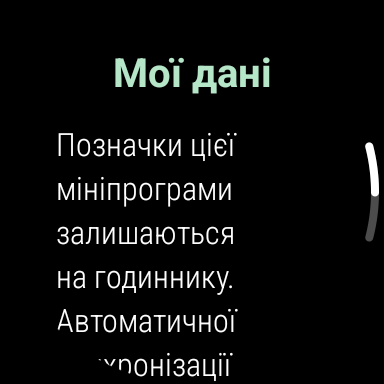 Мої дані
Позначки цієї
мініпрограми
залишаються
на годиннику.
Автоматичної